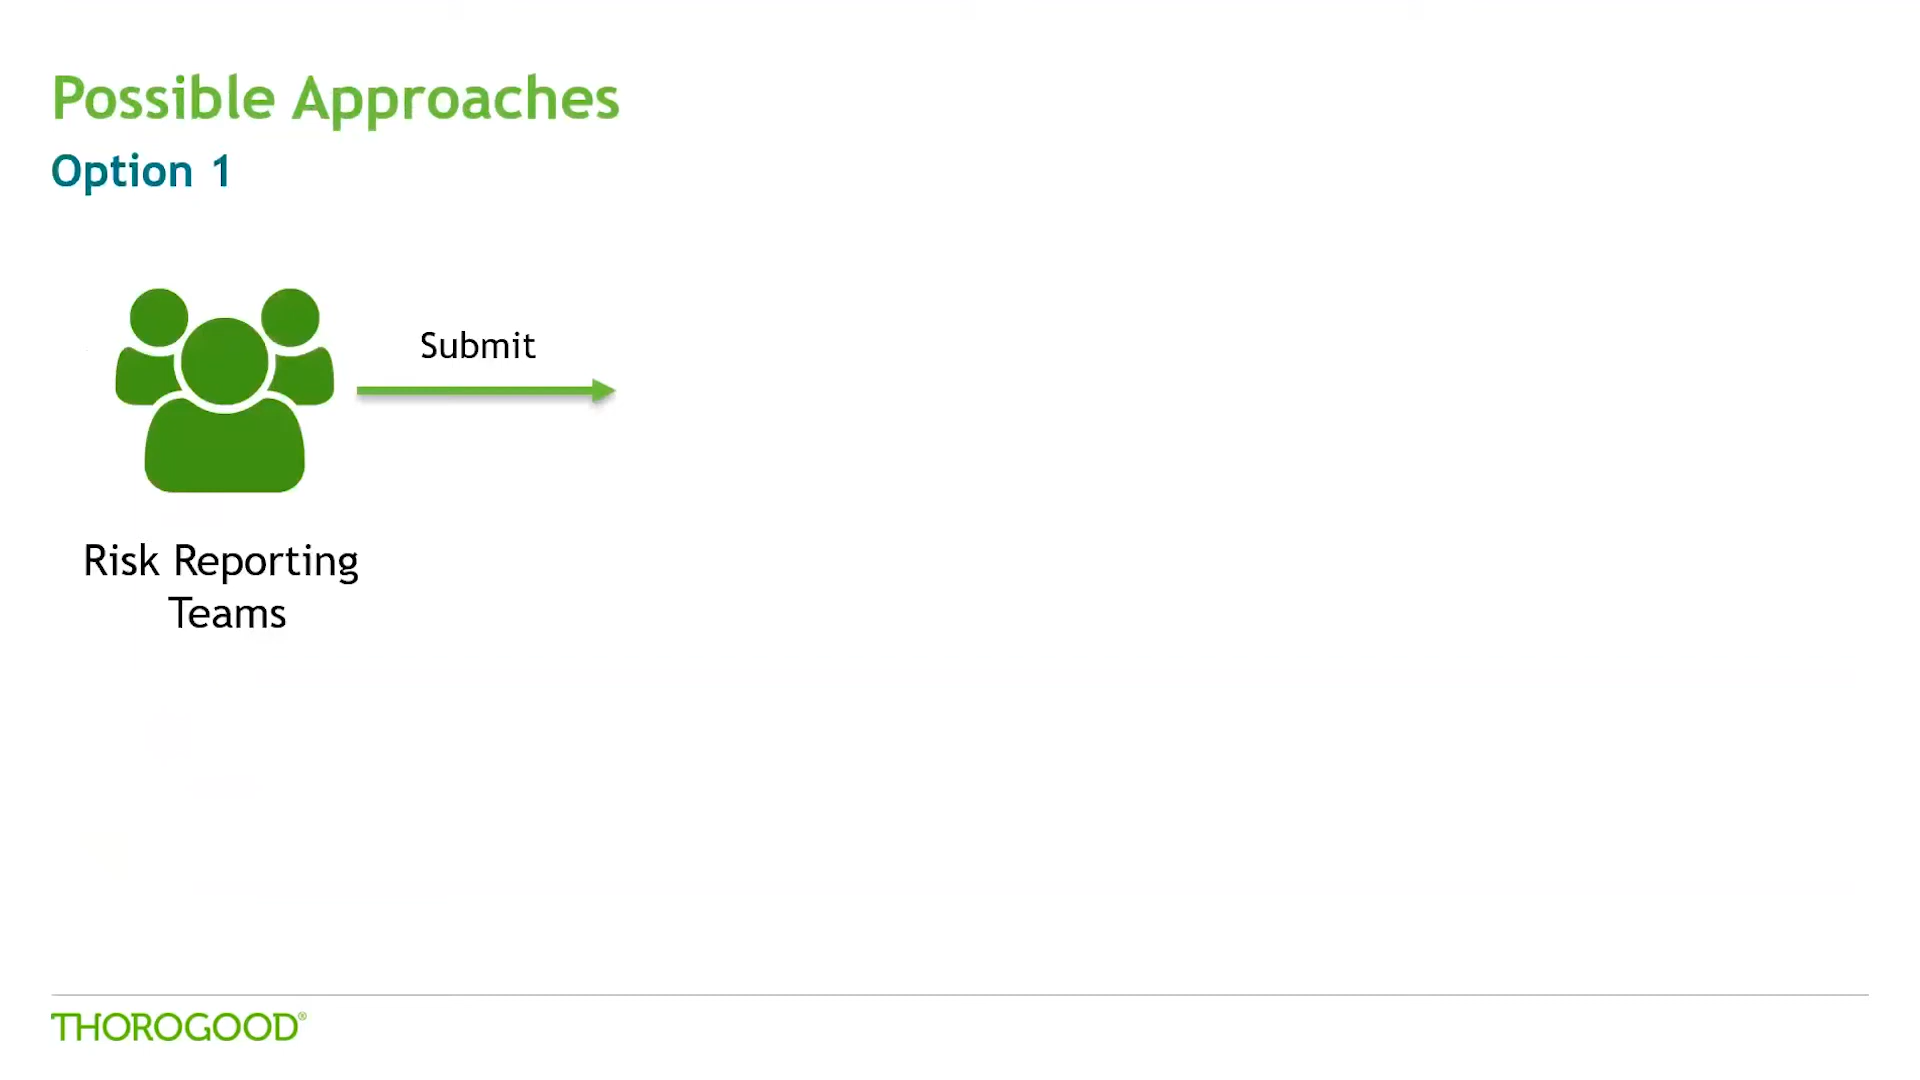 Possible Approaches
Option 1
Submit
Risk Reporting
Teams
THOROGOOD®